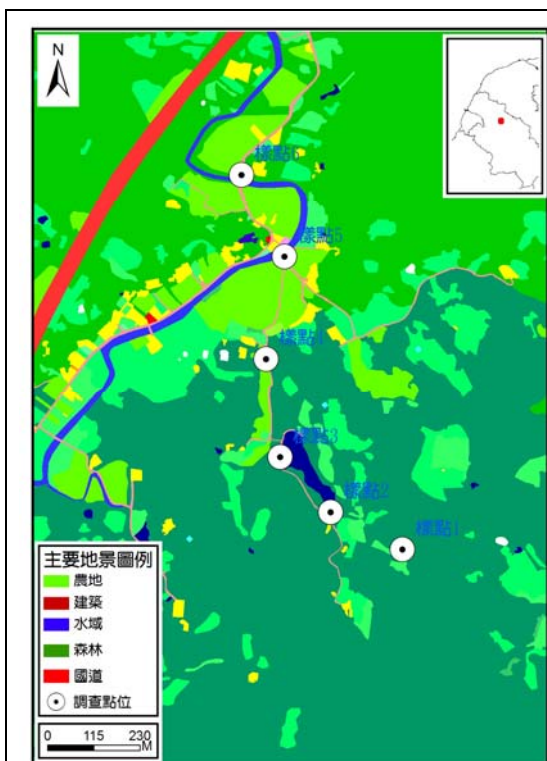 N
樣點6
樣點5
樣點4
樣點3
樣點2
樣點1
主要地景圖例
農地
建築
水域
森林
國道
調查點位
0 115 230
M